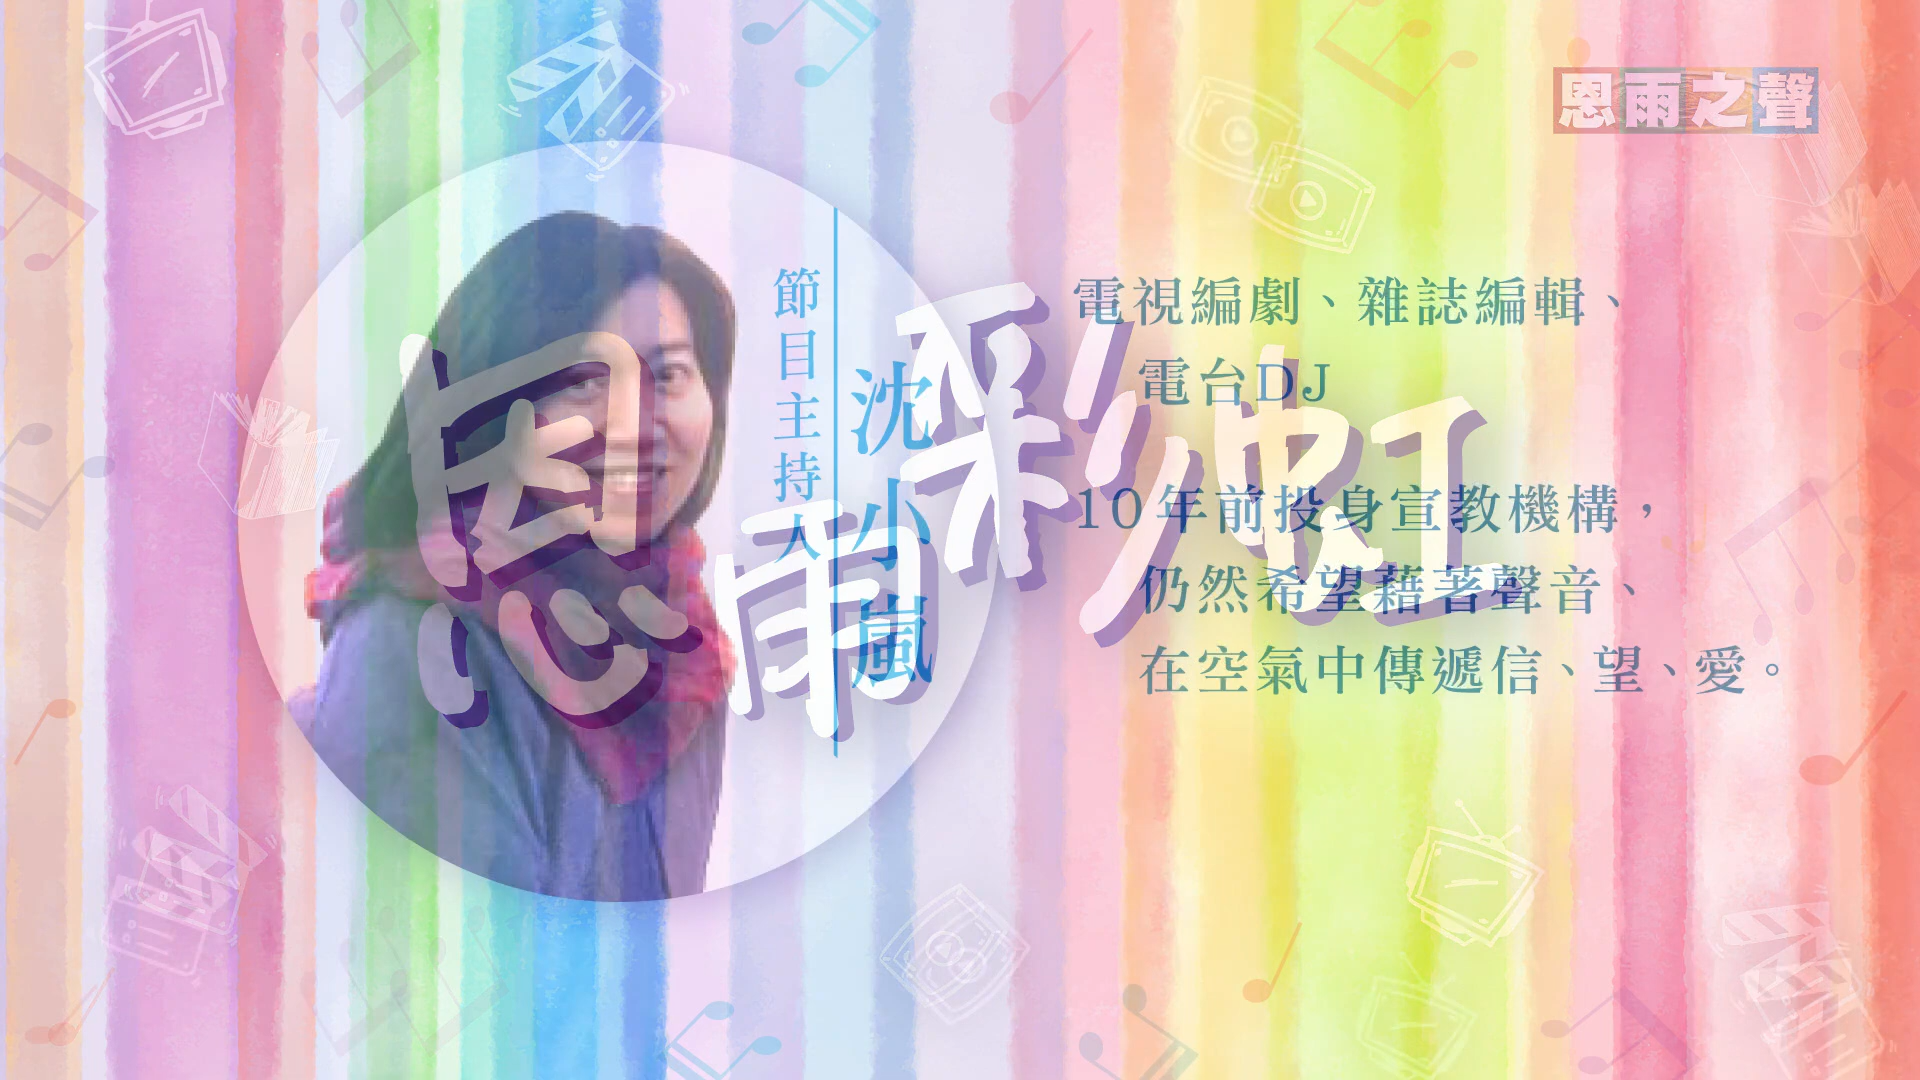 恩雨之聲
恩雨彩虹
節目主持人
沈小嵐
電視編劇、雜誌編輯、
電台DJ
10年前投身宣教機構，
仍然希望藉著聲音、
在空氣中傳遞信、望、愛。